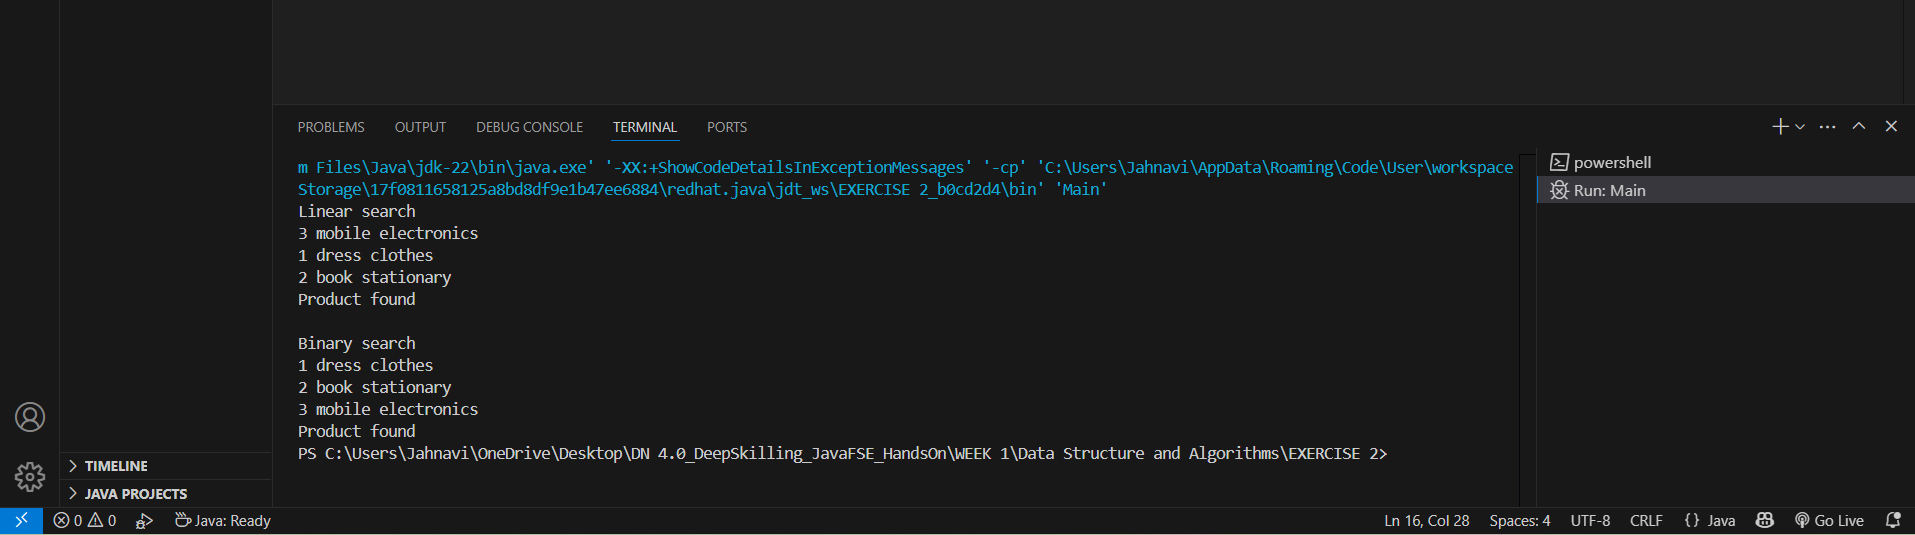 PROBLEMS OUTPUT DEBUG CONSOLE TERMINAL PORTS
m Files\Java\jdk-22\bin\java.exe' '-XX:+ShowCodeDetailsInExceptionMessages' '-cp' 'C:\Users\Jahnavi\AppData\Roaming\Code\User\workspace
Storage\17f0811658125a8bd8df9e1b47ee6884\redhat.java\jdt_ws\EXERCISE 2_b0cd2d4\bin' 'Main'
Linear search
3 mobile electronics
1 dress clothes
2 book stationary
Product found
Binary search
1 dress clothes
2 book stationary
3 mobile electronics
Product found
PS C:\Users\Jahnavi\OneDrive\Desktop\DN 4.0_DeepSkilling_JavaFSE_HandsOn\WEEK 1\Data Structure and Algorithms\EXERCISE 2>
powershell
Run: Main
TIMELINE
JAVA PROJECTS
0 0 Java: Ready Ln 16, Col 28 Spaces: 4 UTF-8 CRLF {} Java Go Live